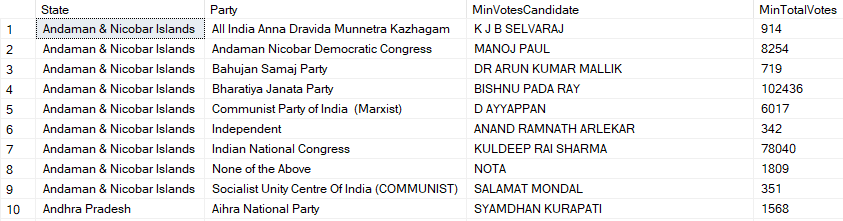 State Party MinVotesCandidate MinTotalVotes
1 Andaman & Nicobar Islands All India Anna Dravida Munnetra Kazhagam K J B SELVARAJ 914
2 Andaman & Nicobar Islands Andaman Nicobar Democratic Congress MANOJ PAUL 8254
3 Andaman & Nicobar Islands Bahujan Samaj Party DR ARUN KUMAR MALLIK 719
4 Andaman & Nicobar Islands Bharatiya Janata Party BISHNU PADA RAY 102436
5 Andaman & Nicobar Islands Communist Party of India  (Marxist) D AYYAPPAN 6017
6 Andaman & Nicobar Islands Independent ANAND RAMNATH ARLEKAR 342
7 Andaman & Nicobar Islands Indian National Congress KULDEEP RAI SHARMA 78040
8 Andaman & Nicobar Islands None of the Above NOTA 1809
9 Andaman & Nicobar Islands Socialist Unity Centre Of India (COMMUNIST) SALAMAT MONDAL 351
10 Andhra Pradesh Aihra National Party SYAMDHAN KURAPATI 1568